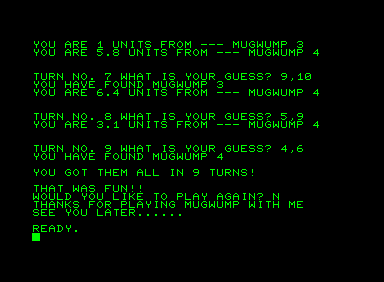 YOU ARE 1 UNITS FROM --- MUGWUMP 3
YOU ARE 5.8 UNITS FROM --- MUGWUMP 4
TURN NO. 7 WHAT IS YOUR GUESS? 9,10
YOU HAVE FOUND MUGWUMP 3
YOU ARE 6.4 UNITS FROM --- MUGWUMP 4
TURN NO. 8 WHAT IS YOUR GUESS? 5,9
YOU ARE 3.1 UNITS FROM --- MUGWUMP 4
TURN NO. 9 WHAT IS YOUR GUESS? 4,6
YOU HAVE FOUND MUGWUMP 4
YOU GOT THEM ALL IN 9 TURNS!
THAT WAS FUN!!
WOULD YOU LIKE TO PLAY AGAIN? N
THANKS FOR PLAYING MUGWUMP WITH ME
SEE YOU LATER......
READY.